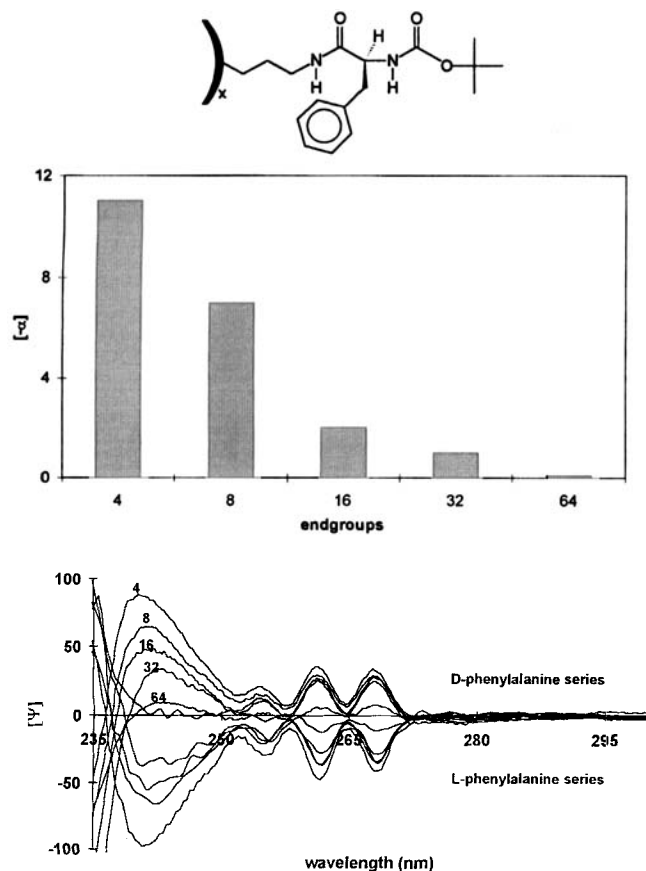 O O
H
N N O
H H
x
12
8
4
0
[-α]
4 8 16 32 64
endgroups
100
50
0
-50
-100
[Ψ]
4
8
16
32
64
D-phenylalanine series
235 250 265 280 295
L-phenylalanine series
wavelength (nm)